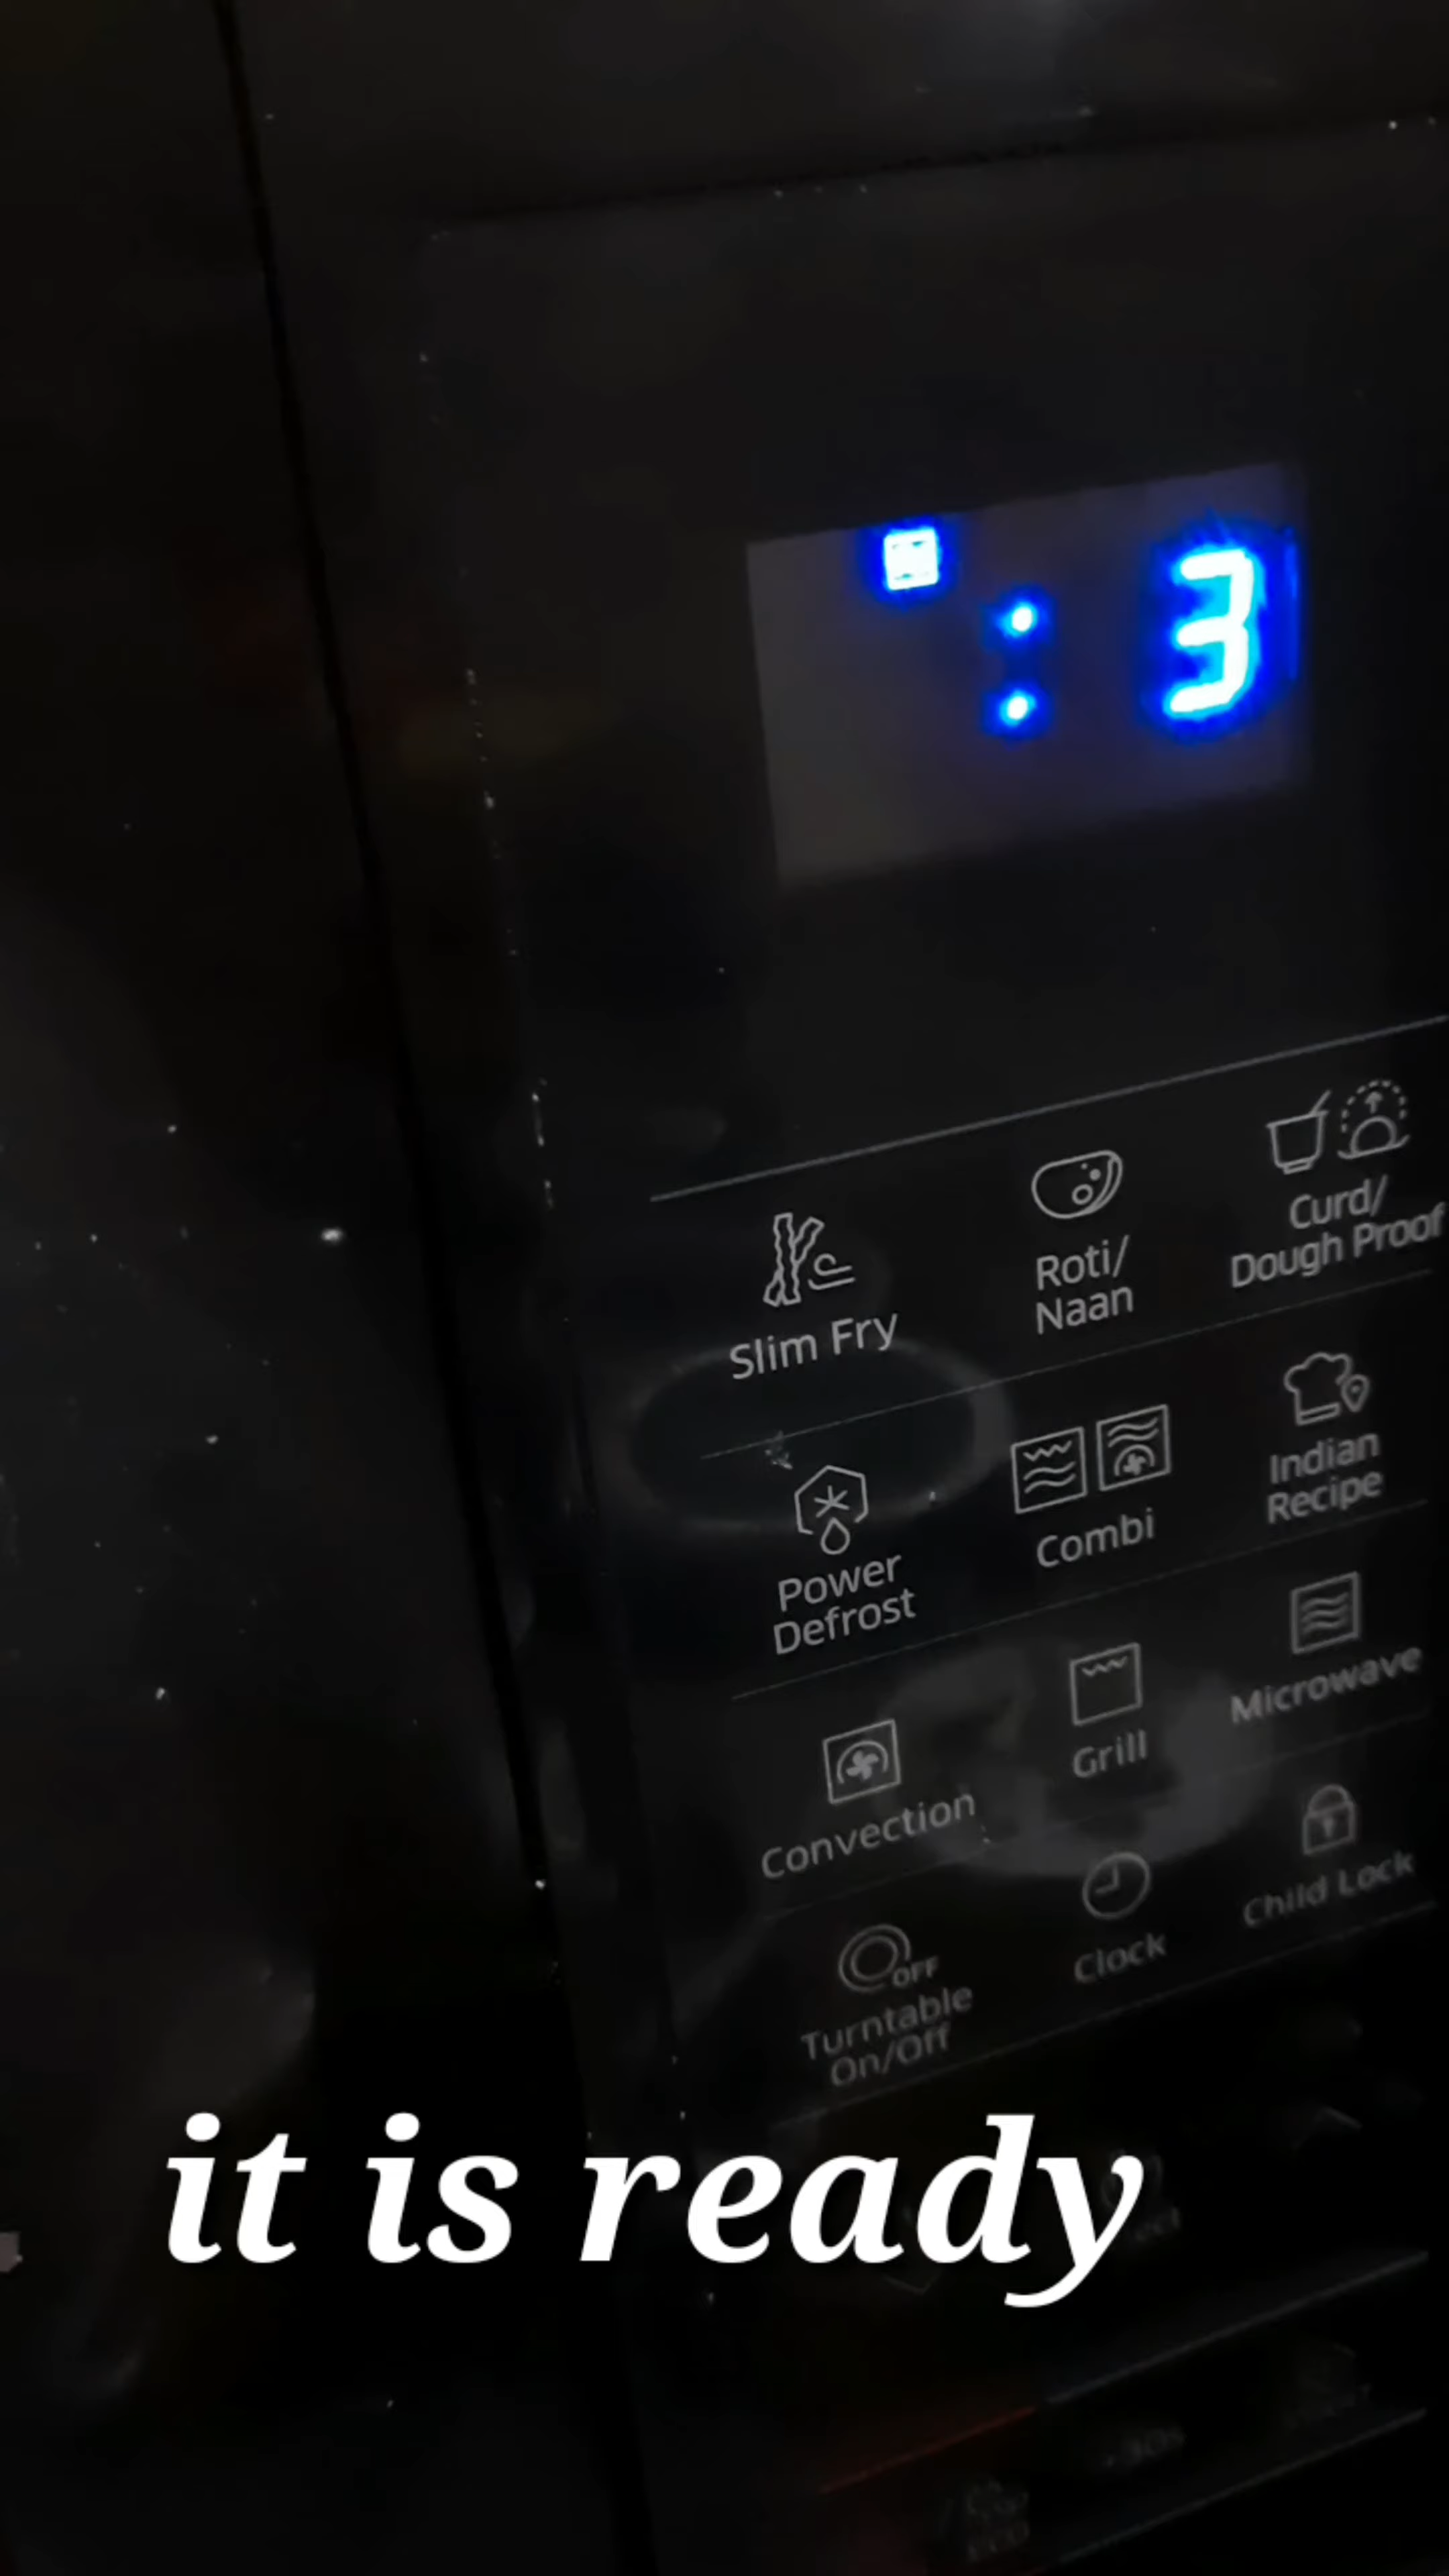 : 3
Slim Fry
Roti/
Naan
Curd/
Dough Proof
Power
Defrost
Combi
Indian
Recipe
Convection
Grill
Microwave
OFF
Turntable
On/Off
Clock
Child Lock
it is ready
+30s